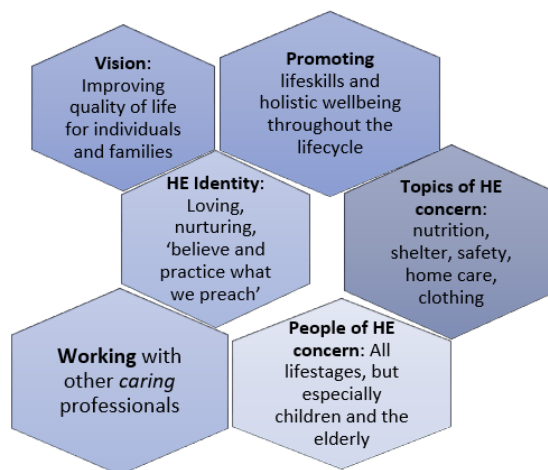 Vision:
Improving
quality of life
for individuals
and families
Promoting
lifeskills and
holistic wellbeing
throughout the
lifecycle
HE Identity:
Loving,
nurturing,
‘believe and
practice what
we preach’
Topics of HE
concern:
nutrition,
shelter, safety,
home care,
clothing
Working with
other caring
professionals
People of HE
concern: All
lifestages, but
especially
children and the
elderly